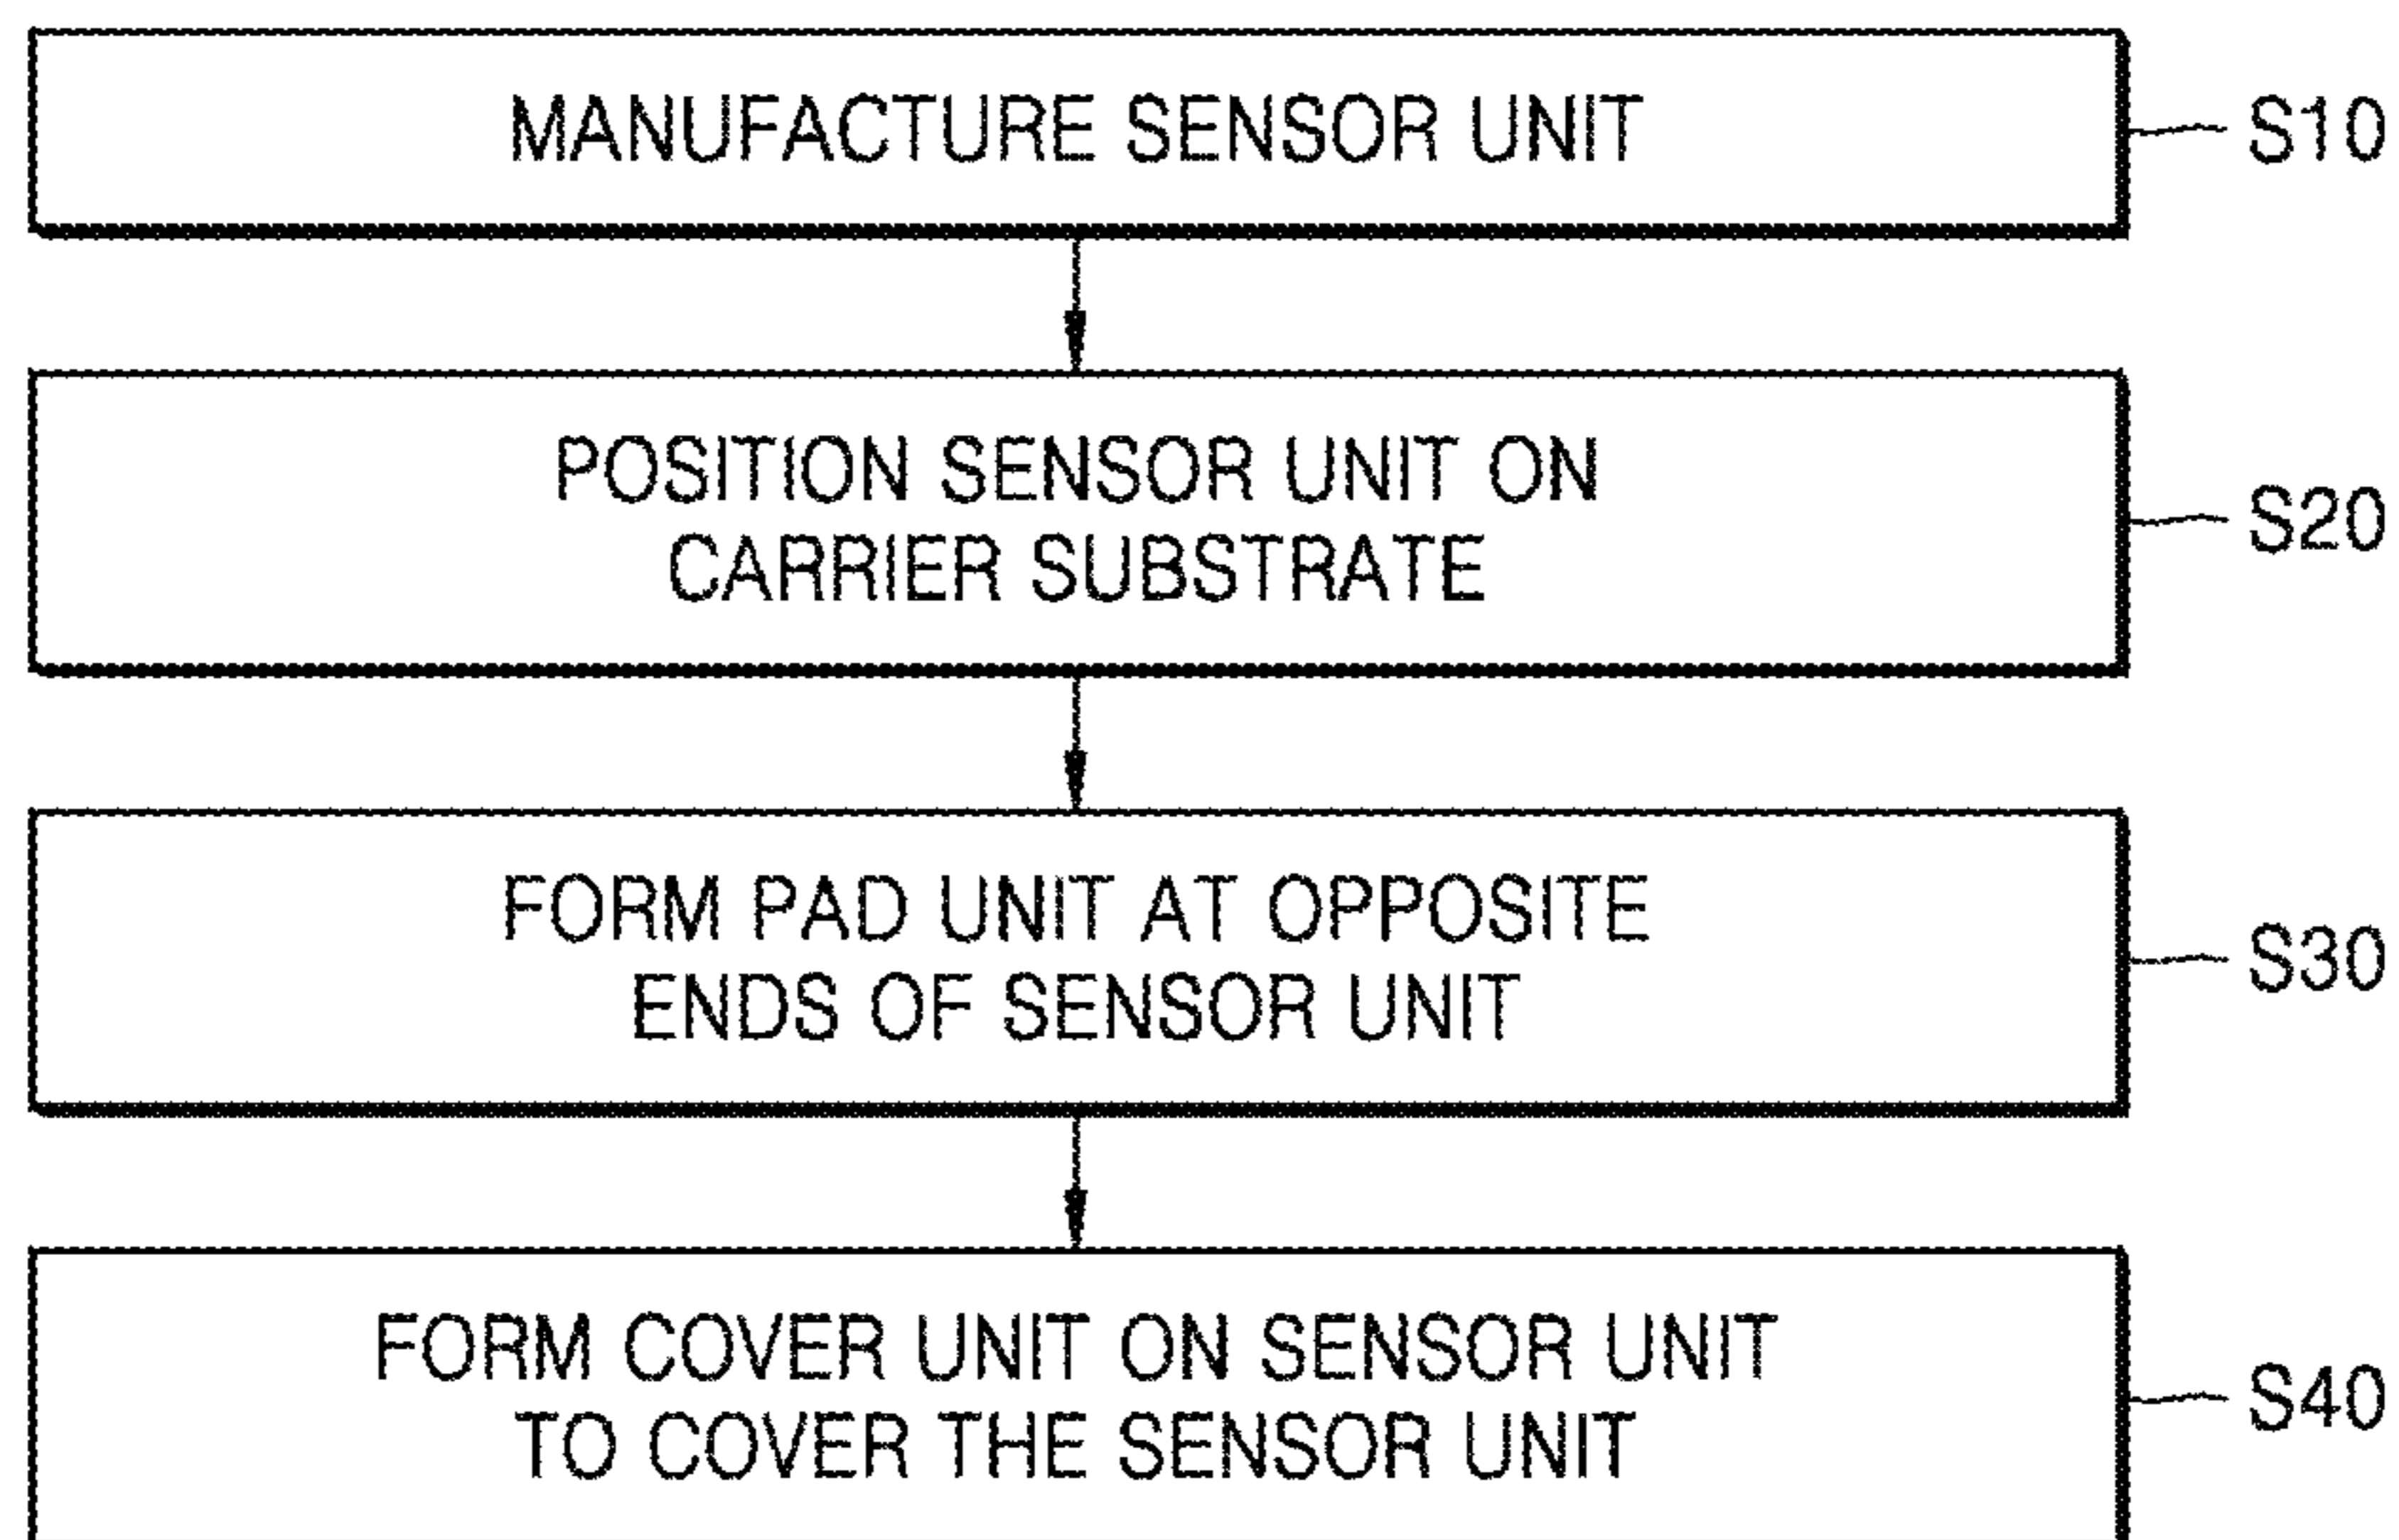 MANUFACTURE SENSOR UNIT
S10
POSITION SENSOR UNIT ON
CARRIER SUBSTRATE
S20
FORM PAD UNIT AT OPPOSITE
ENDS OF SENSOR UNIT
S30
FORM COVER UNIT ON SENSOR UNIT
TO COVER THE SENSOR UNIT
S40